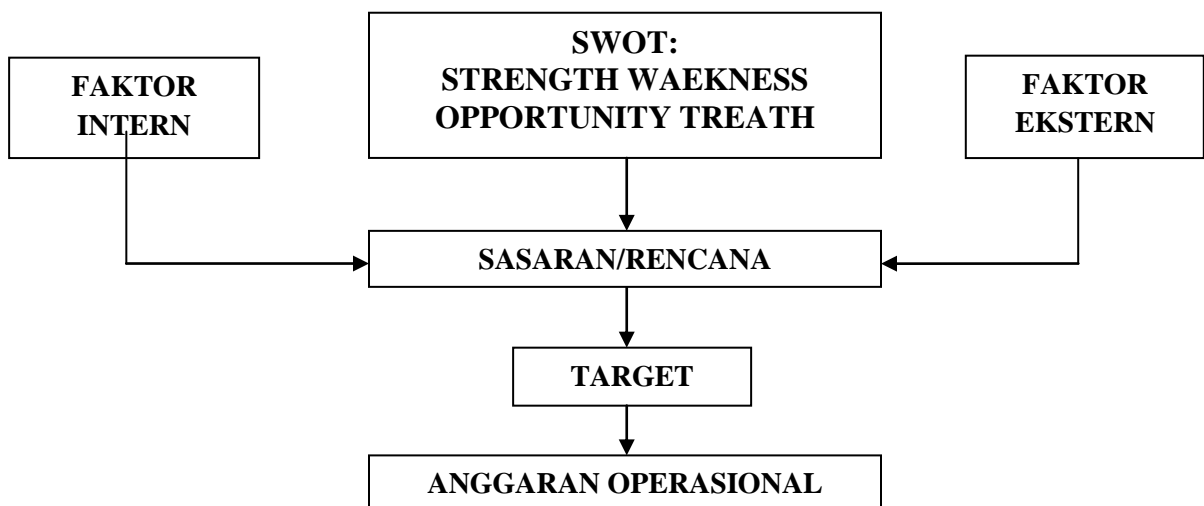 SWOT:
STRENGTH WAEKNESS
OPPORTUNITY TREATH
FAKTOR
INTERN
FAKTOR
EKSTERN
SASARAN/RENCANA
TARGET
ANGGARAN OPERASIONAL